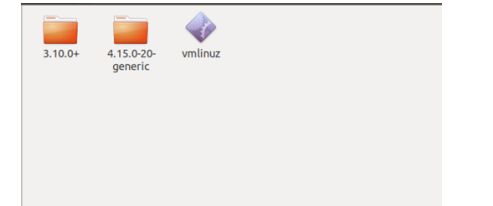 3.10.0+
4.15.0-20-
generic
vmlinuz